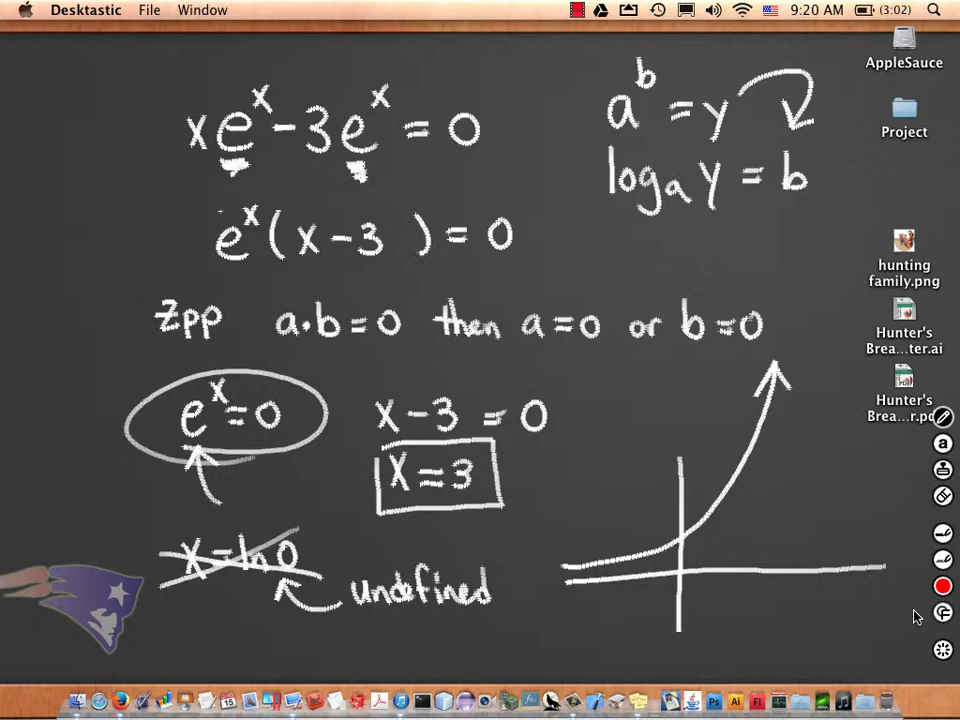 Desktastic File Window 9:20 AM (3:02)
AppleSauce
Project
hunting
family.png
Hunter's
Brea...ter.ai
Hunter's
Brea...r.pd
a
xe^x - 3e^x = 0
a^b = y
log_a y = b
e^x(x - 3 ) = 0
Zpp a·b = 0 then a = 0 or b = 0
e^x = 0
x - 3 = 0
x = 3
x = ln 0
undefined